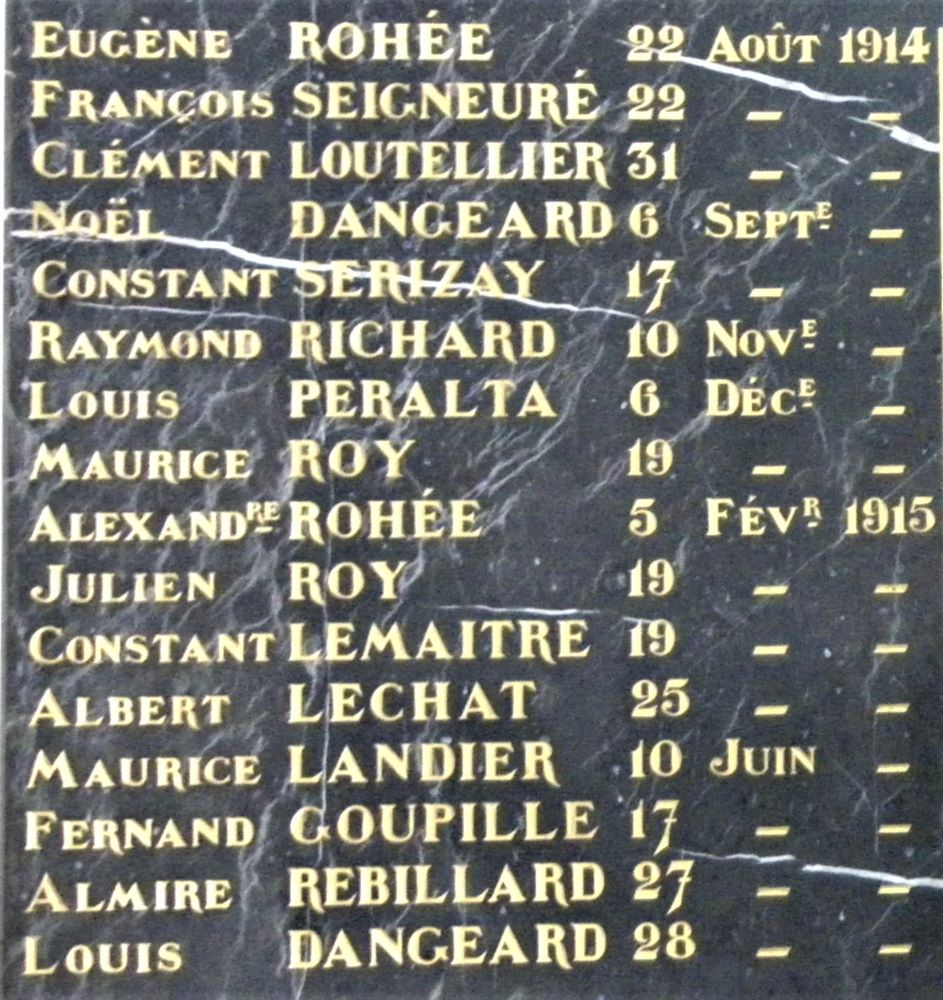 EUGÈNE ROHÉE 22 AOÛT 1914
FRANÇOIS SEIGNEURÉ 22 – –
CLÉMENT LOUTELLIER 31 – –
NOËL DANGEARD 6 SEPTE –
CONSTANT SERIZAY 17 – –
RAYMOND RICHARD 10 NOVE –
LOUIS PERALTA 6 DÉCE –
MAURICE ROY 19 – –
ALEXANDRE ROHÉE 5 FÉVR 1915
JULIEN ROY 19 – –
CONSTANT LEMAITRE 19 – –
ALBERT LECHAT 25 – –
MAURICE LANDIER 10 JUIN –
FERNAND GOUPILLE 17 – –
ALMIRE REBILLARD 27 – –
LOUIS DANGEARD 28 – –